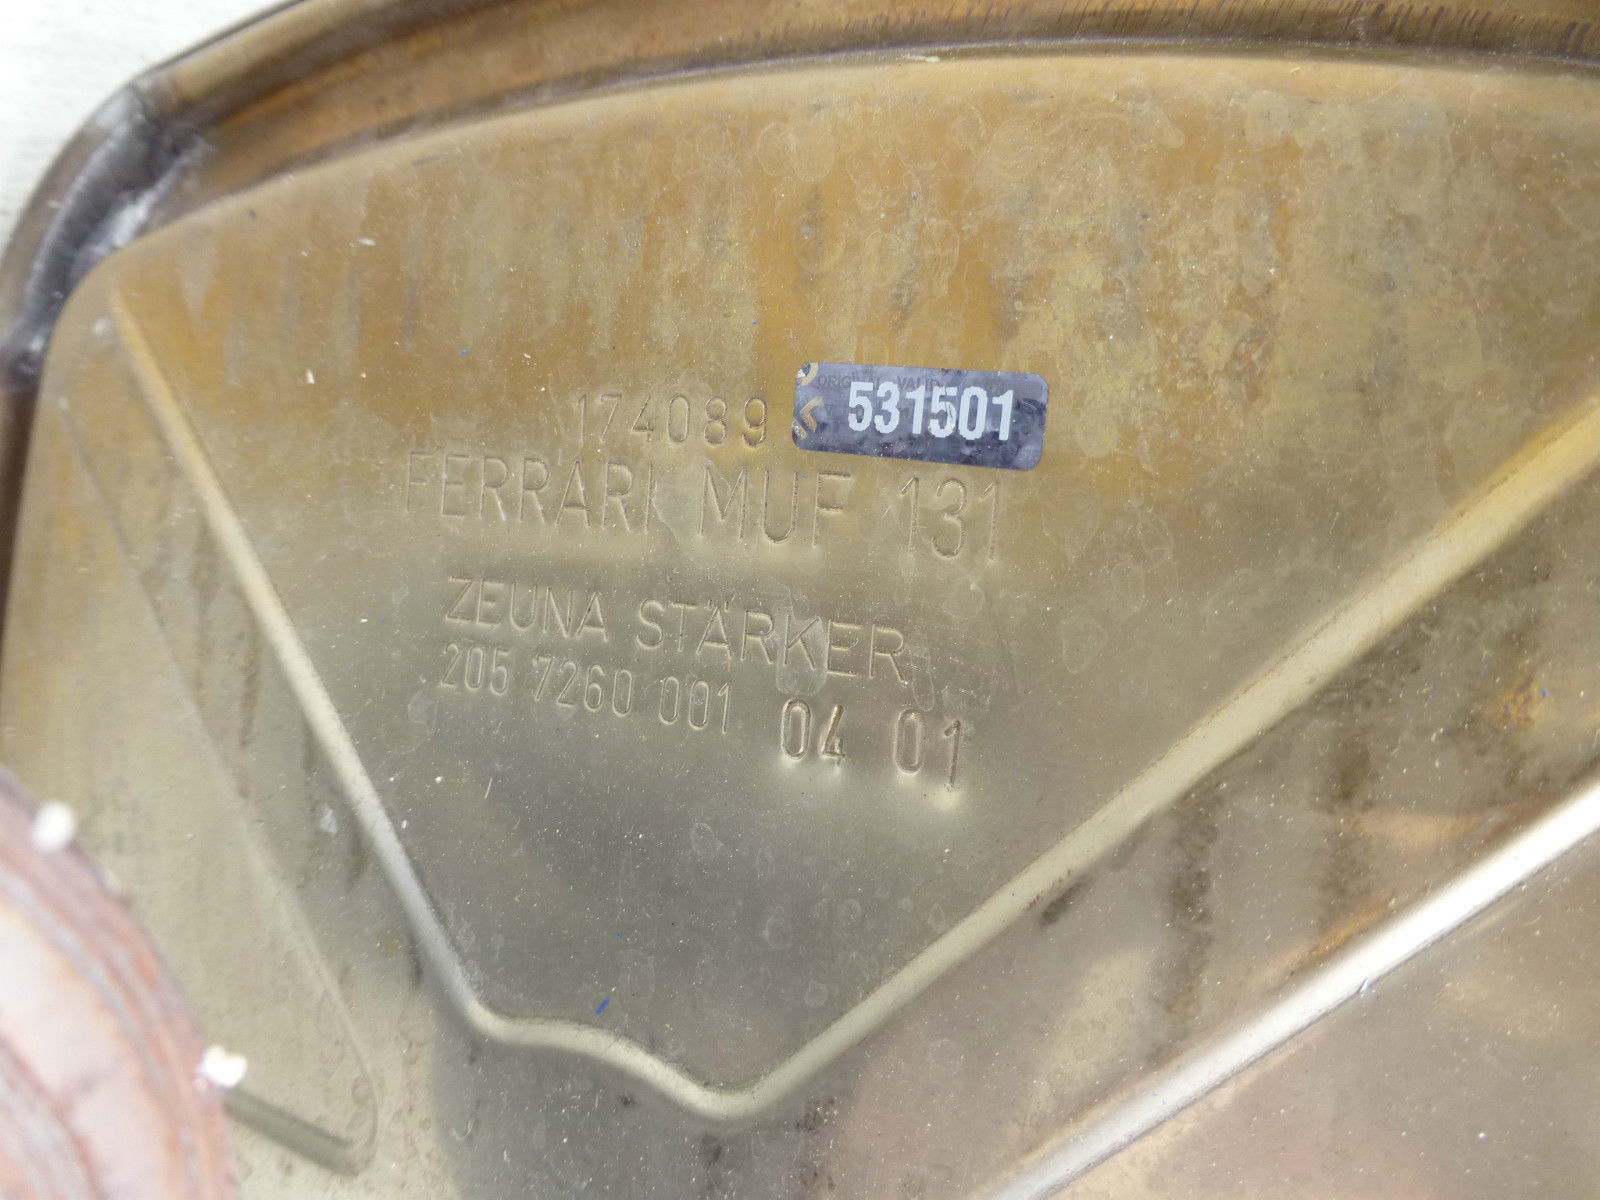 174089
531501
FERRARI MUF 131
ZEUNA STÄRKER
205 7260 001 04 01